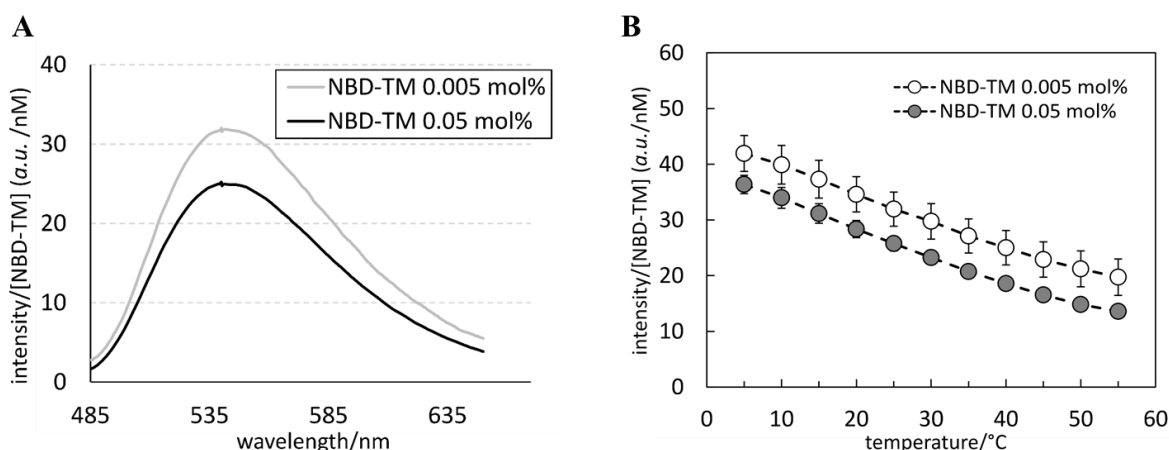 A
intensity/[NBD-TM] (a.u. /nM)
40
30
20
10
0
NBD-TM 0.005 mol%
NBD-TM 0.05 mol%
485
535
585
635
wavelength/nm
B
intensity/[NBD-TM] (a.u./nM)
60
50
40
30
20
10
0
NBD-TM 0.005 mol%
NBD-TM 0.05 mol%
0
10
20
30
40
50
60
temperature/°C